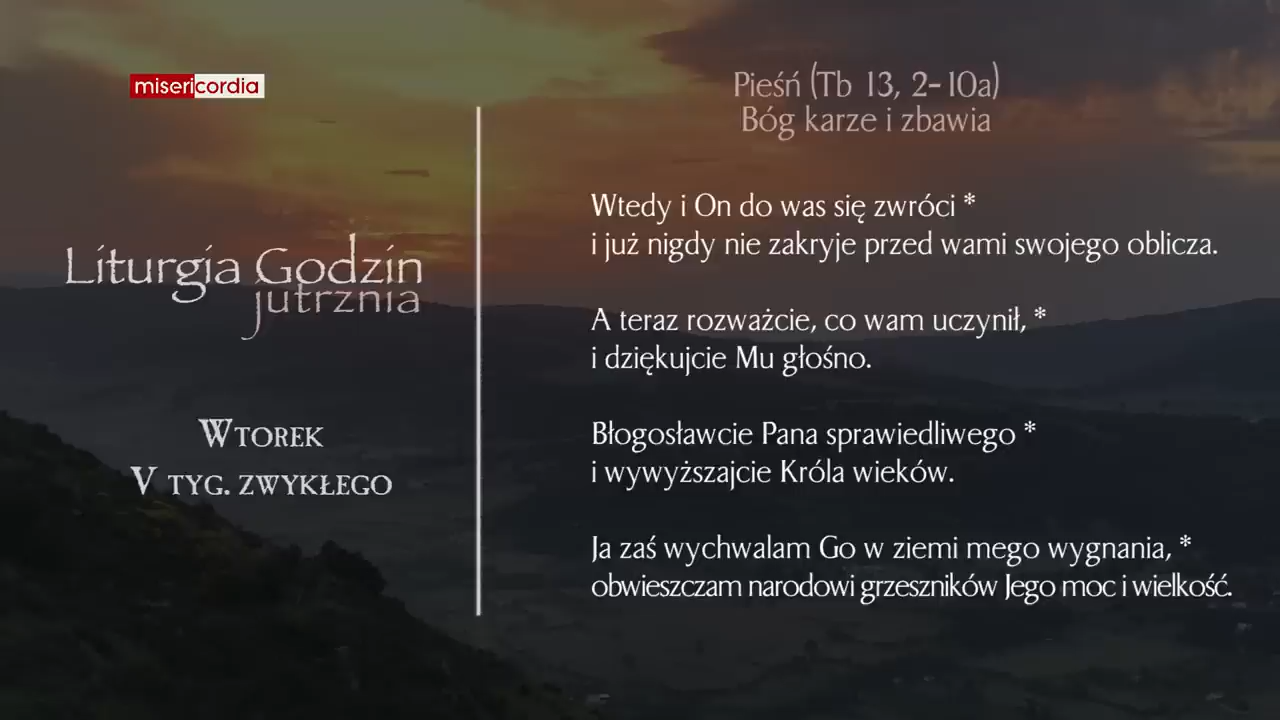 misericordia
Liturgia Godzin
jutrznia
Wtorek
V tyg. zwykłego
Pieśń (Tb 13, 2-10a)
Bóg karze i zbawia
Wtedy i On do was się zwróci *
i już nigdy nie zakryje przed wami swojego oblicza.
A teraz rozważcie, co wam uczynił, *
i dziękujcie Mu głośno.
Błogosławcie Pana sprawiedliwego *
i wywyższajcie Króla wieków.
Ja zaś wychwalam Go w ziemi mego wygnania, *
obwieszczam narodowi grzeszników Jego moc i wielkość.